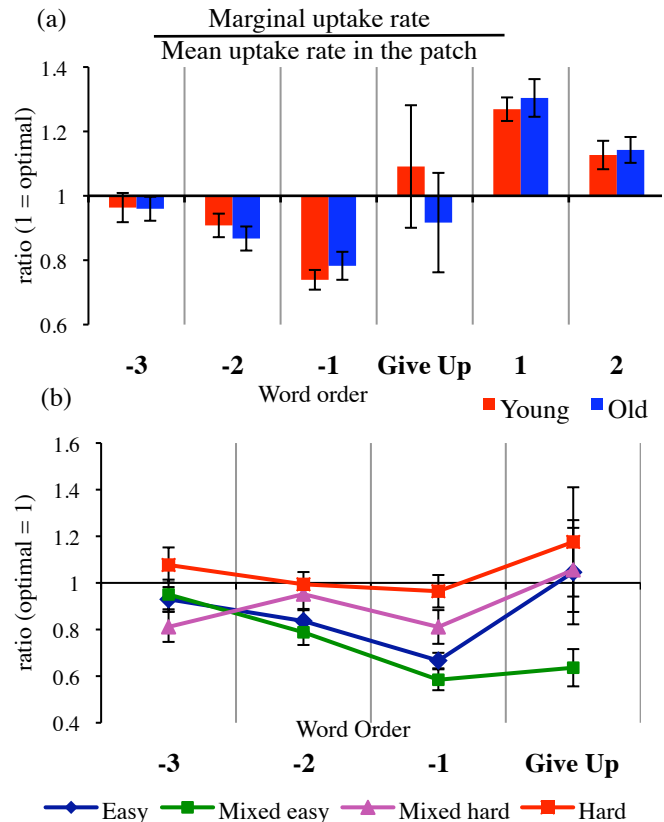 (a)
Marginal uptake rate
Mean uptake rate in the patch
ratio (1 = optimal)
1.4
1.2
1
0.8
0.6
-3 -2 -1 Give Up 1 2
Word order
Young Old
(b)
ratio (optimal = 1)
1.6
1.4
1.2
1
0.8
0.6
0.4
Word Order
-3 -2 -1 Give Up
Easy Mixed easy Mixed hard Hard